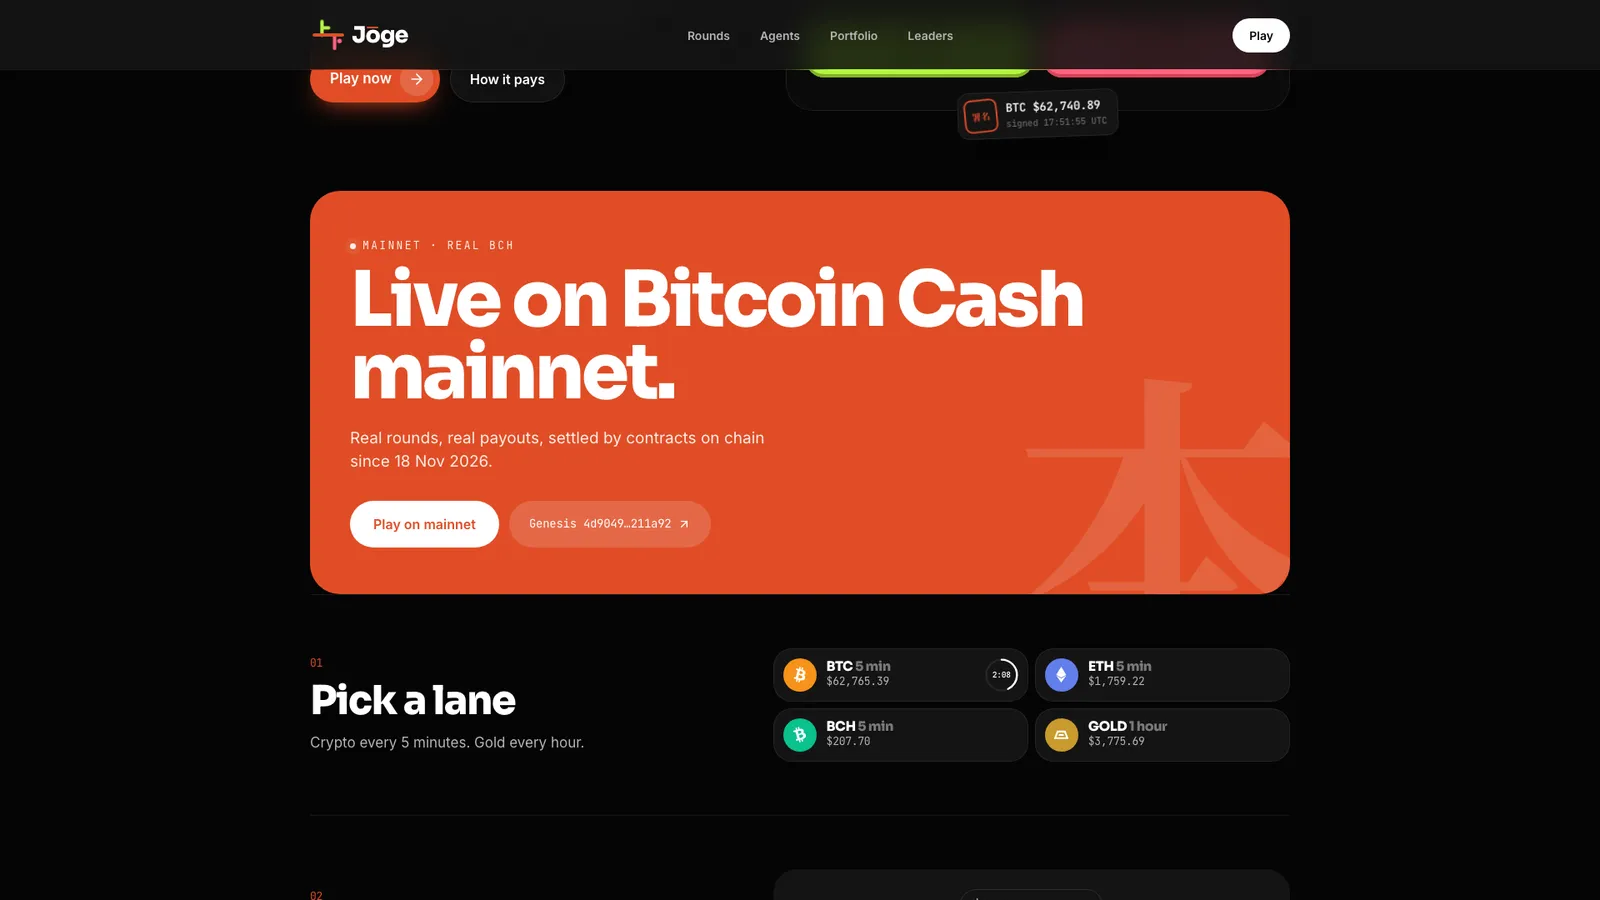 Jōge
Rounds
Agents
Portfolio
Leaders
Play
Play now
How it pays
BTC $62,740.89
signed 17:51:55 UTC
MAINNET · REAL BCH
Live on Bitcoin Cash
mainnet.
Real rounds, real payouts, settled by contracts on chain
since 18 Nov 2026.
Play on mainnet
Genesis 4d9049…211a92
本
01
Pick a lane
Crypto every 5 minutes. Gold every hour.
BTC 5 min
$62,765.39
2:08
ETH 5 min
$1,759.22
BCH 5 min
$207.70
GOLD 1 hour
$3,775.69
02